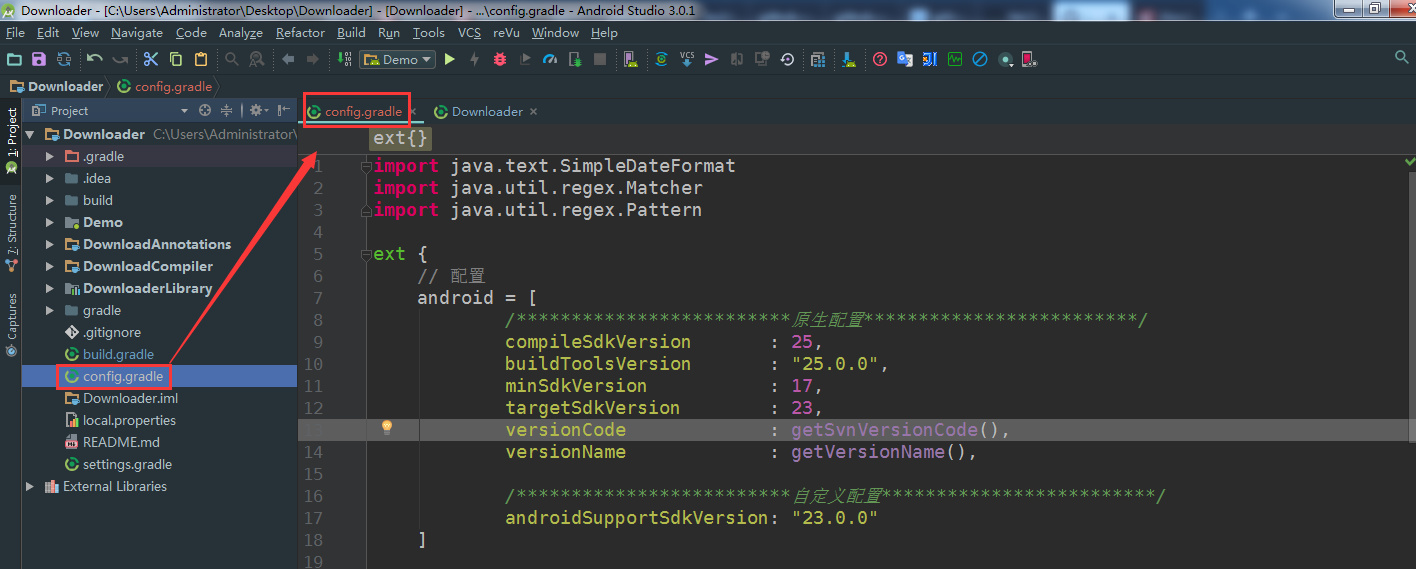 Downloader - [C:\Users\Administrator\Desktop\Downloader] - [Downloader] - ...\config.gradle - Android Studio 3.0.1
File Edit View Navigate Code Analyze Refactor Build Run Tools VCS reVu Window Help
Demo
VCS
Downloader config.gradle
1: Project
7: Structure
Captures
Project
Downloader C:\Users\Administrator\
.gradle
.idea
build
Demo
DownloadAnnotations
DownloadCompiler
DownloaderLibrary
gradle
.gitignore
build.gradle
config.gradle
Downloader.iml
local.properties
README.md
settings.gradle
External Libraries
config.gradle Downloader
ext{}
1 import java.text.SimpleDateFormat
2 import java.util.regex.Matcher
3 import java.util.regex.Pattern
4
5 ext {
6 // 配置
7 android = [
8 /*************************原生配置*************************/
9 compileSdkVersion : 25,
10 buildToolsVersion : "25.0.0",
11 minSdkVersion : 17,
12 targetSdkVersion : 23,
13 versionCode : getSvnVersionCode(),
14 versionName : getVersionName(),
15
16 /*************************自定义配置*************************/
17 androidSupportSdkVersion: "23.0.0"
18 ]
19